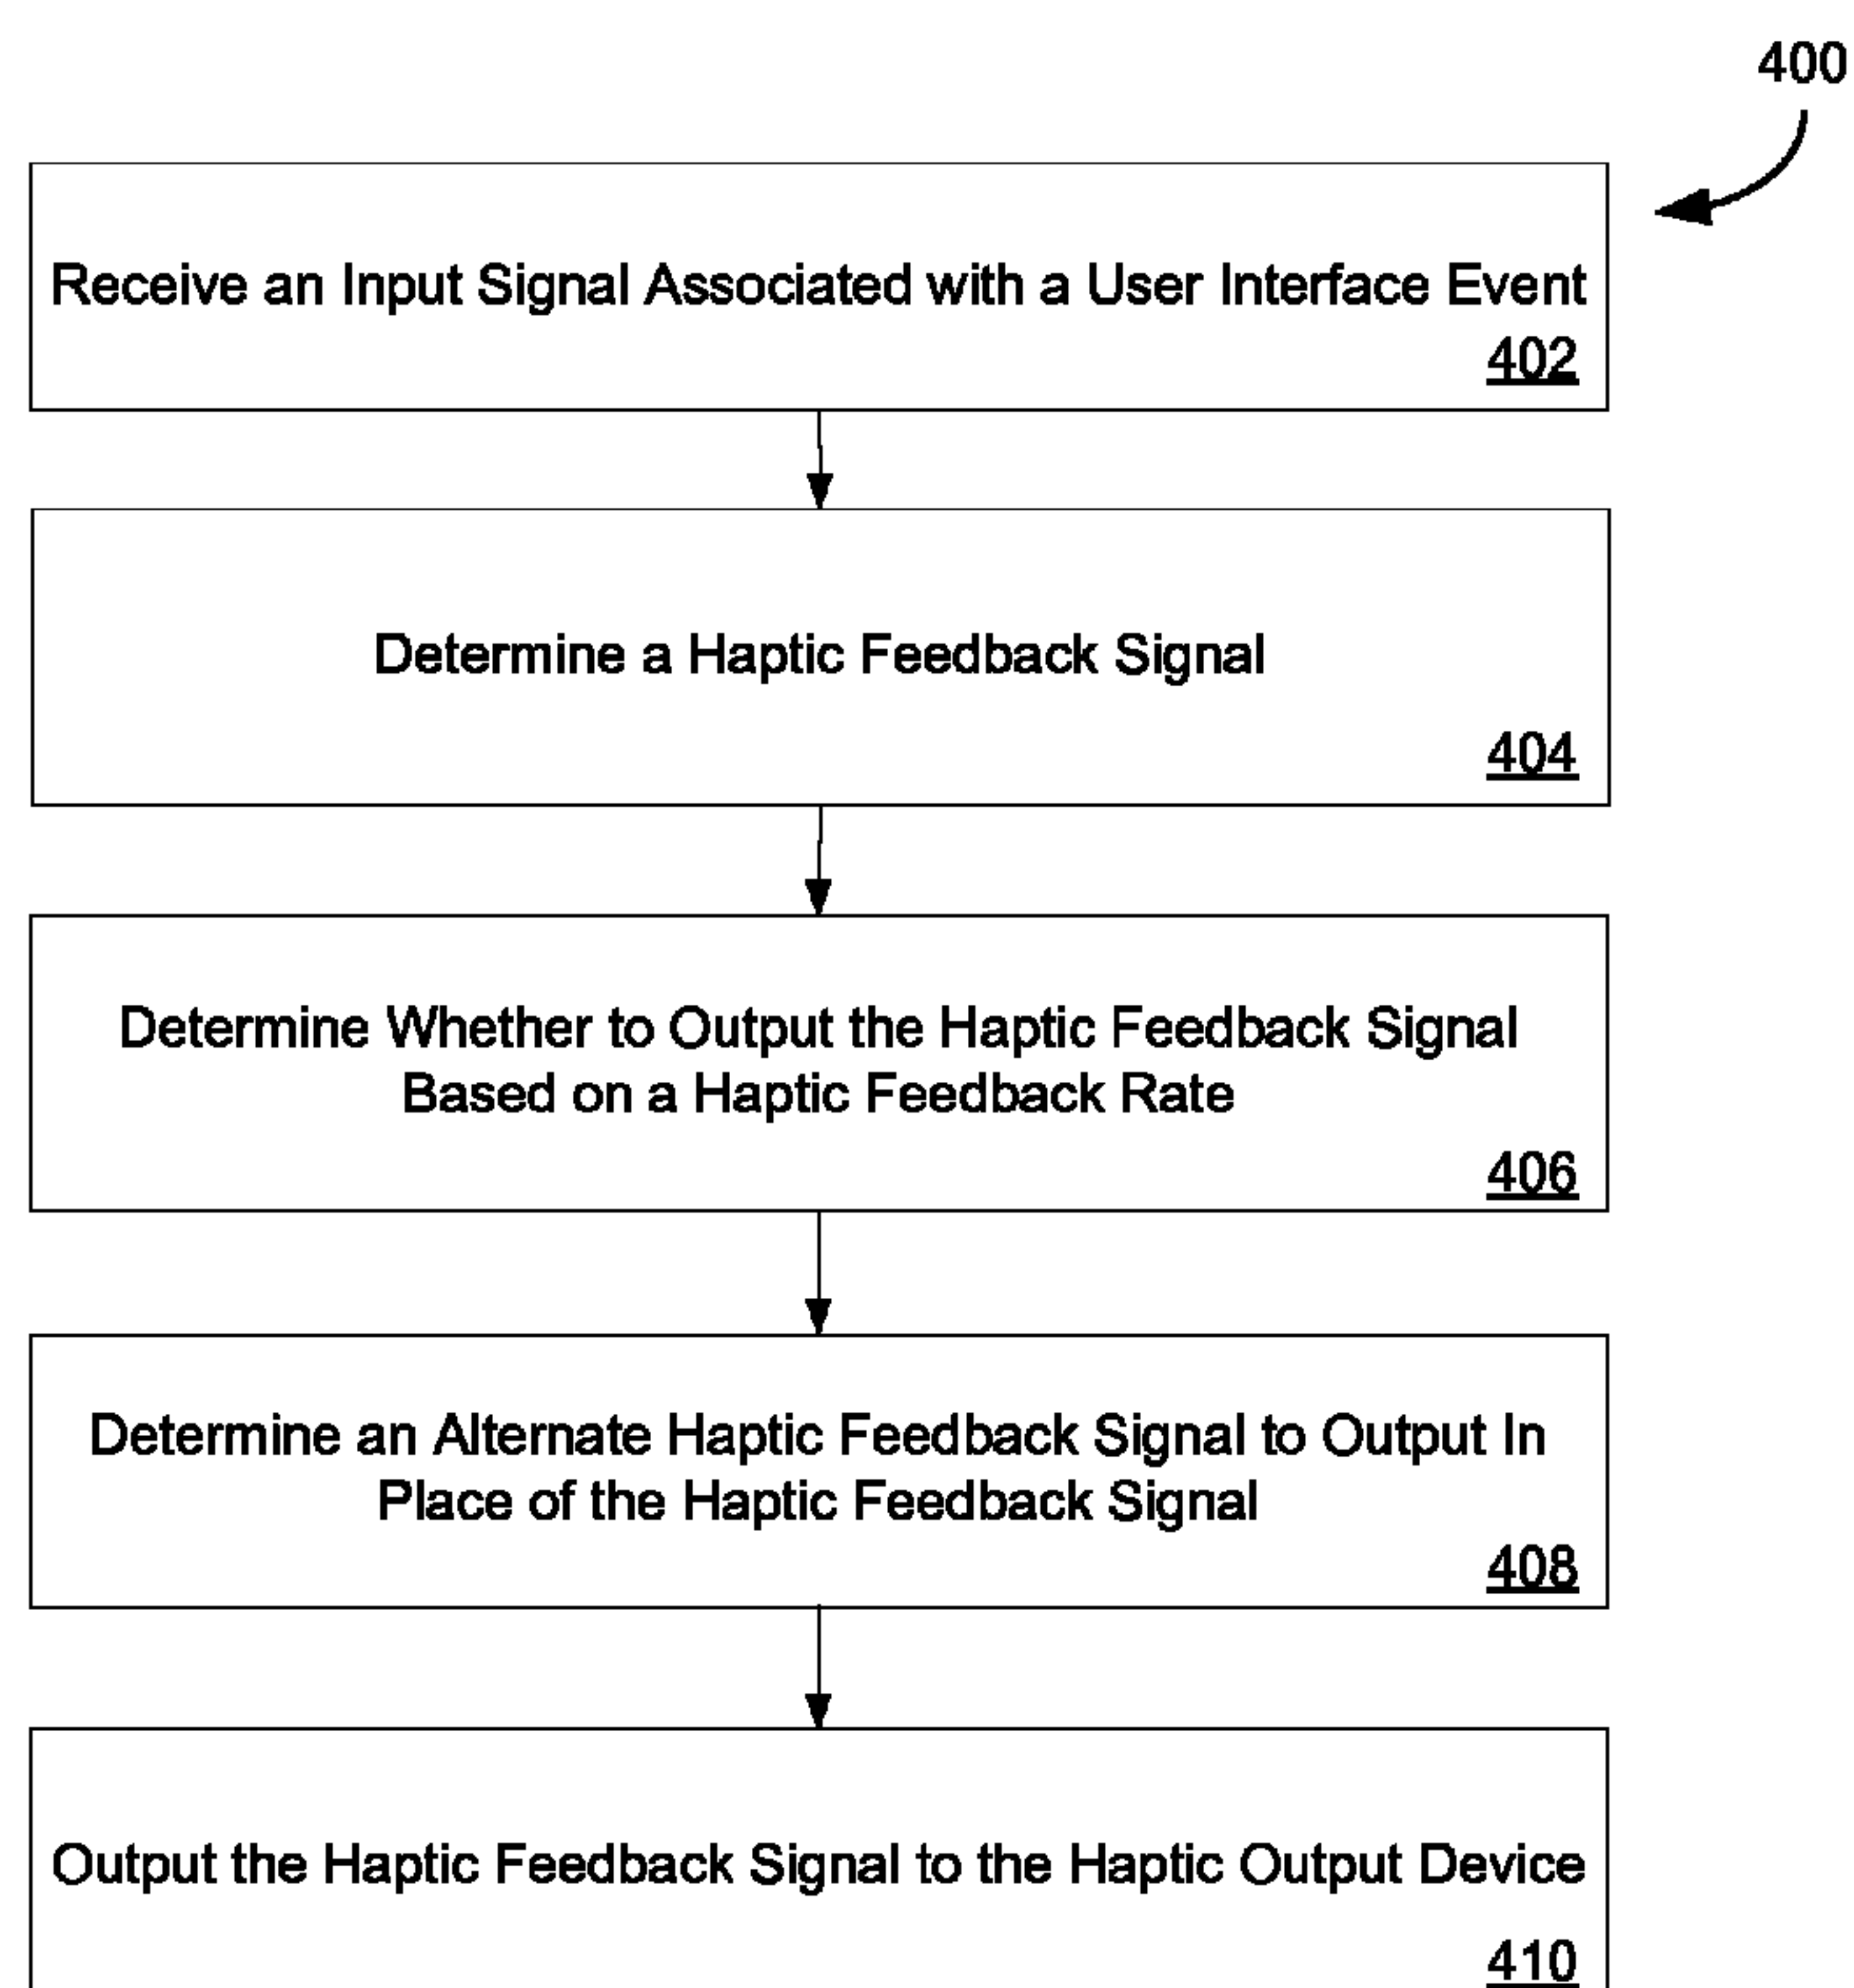 400
Receive an Input Signal Associated with a User Interface Event
402
Determine a Haptic Feedback Signal
404
Determine Whether to Output the Haptic Feedback Signal
Based on a Haptic Feedback Rate
406
Determine an Alternate Haptic Feedback Signal to Output In
Place of the Haptic Feedback Signal
408
Output the Haptic Feedback Signal to the Haptic Output Device
410